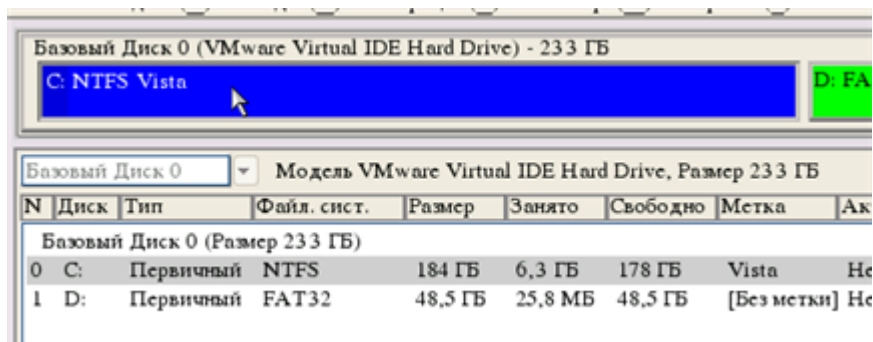 Базовый Диск 0 (VMware Virtual IDE Hard Drive) - 233 ГБ
C: NTFS Vista D: FA
Базовый Диск 0 Модель VMware Virtual IDE Hard Drive, Размер 233 ГБ
N Диск Тип Файл. сист. Размер Занято Свободно Метка Ак
Базовый Диск 0 (Размер 233 ГБ)
0 C: Первичный NTFS 184 ГБ 6,3 ГБ 178 ГБ Vista Не
1 D: Первичный FAT32 48,5 ГБ 25,8 МБ 48,5 ГБ [Без метки] Не